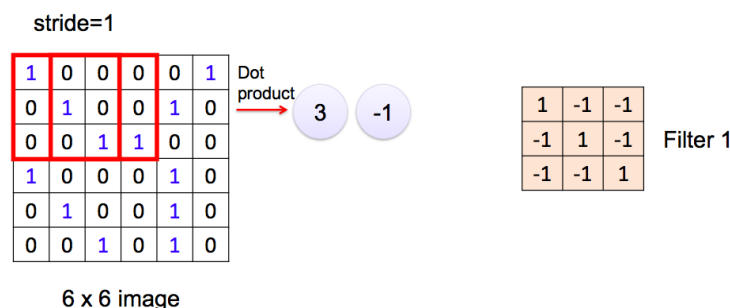 stride=1
1 0 0 0 0 1
0 1 0 0 1 0
0 0 1 1 0 0
1 0 0 0 1 0
0 1 0 0 1 0
0 0 1 0 1 0
6 x 6 image
Dot
product
3 -1
1 -1 -1
-1 1 -1
-1 -1 1
Filter 1